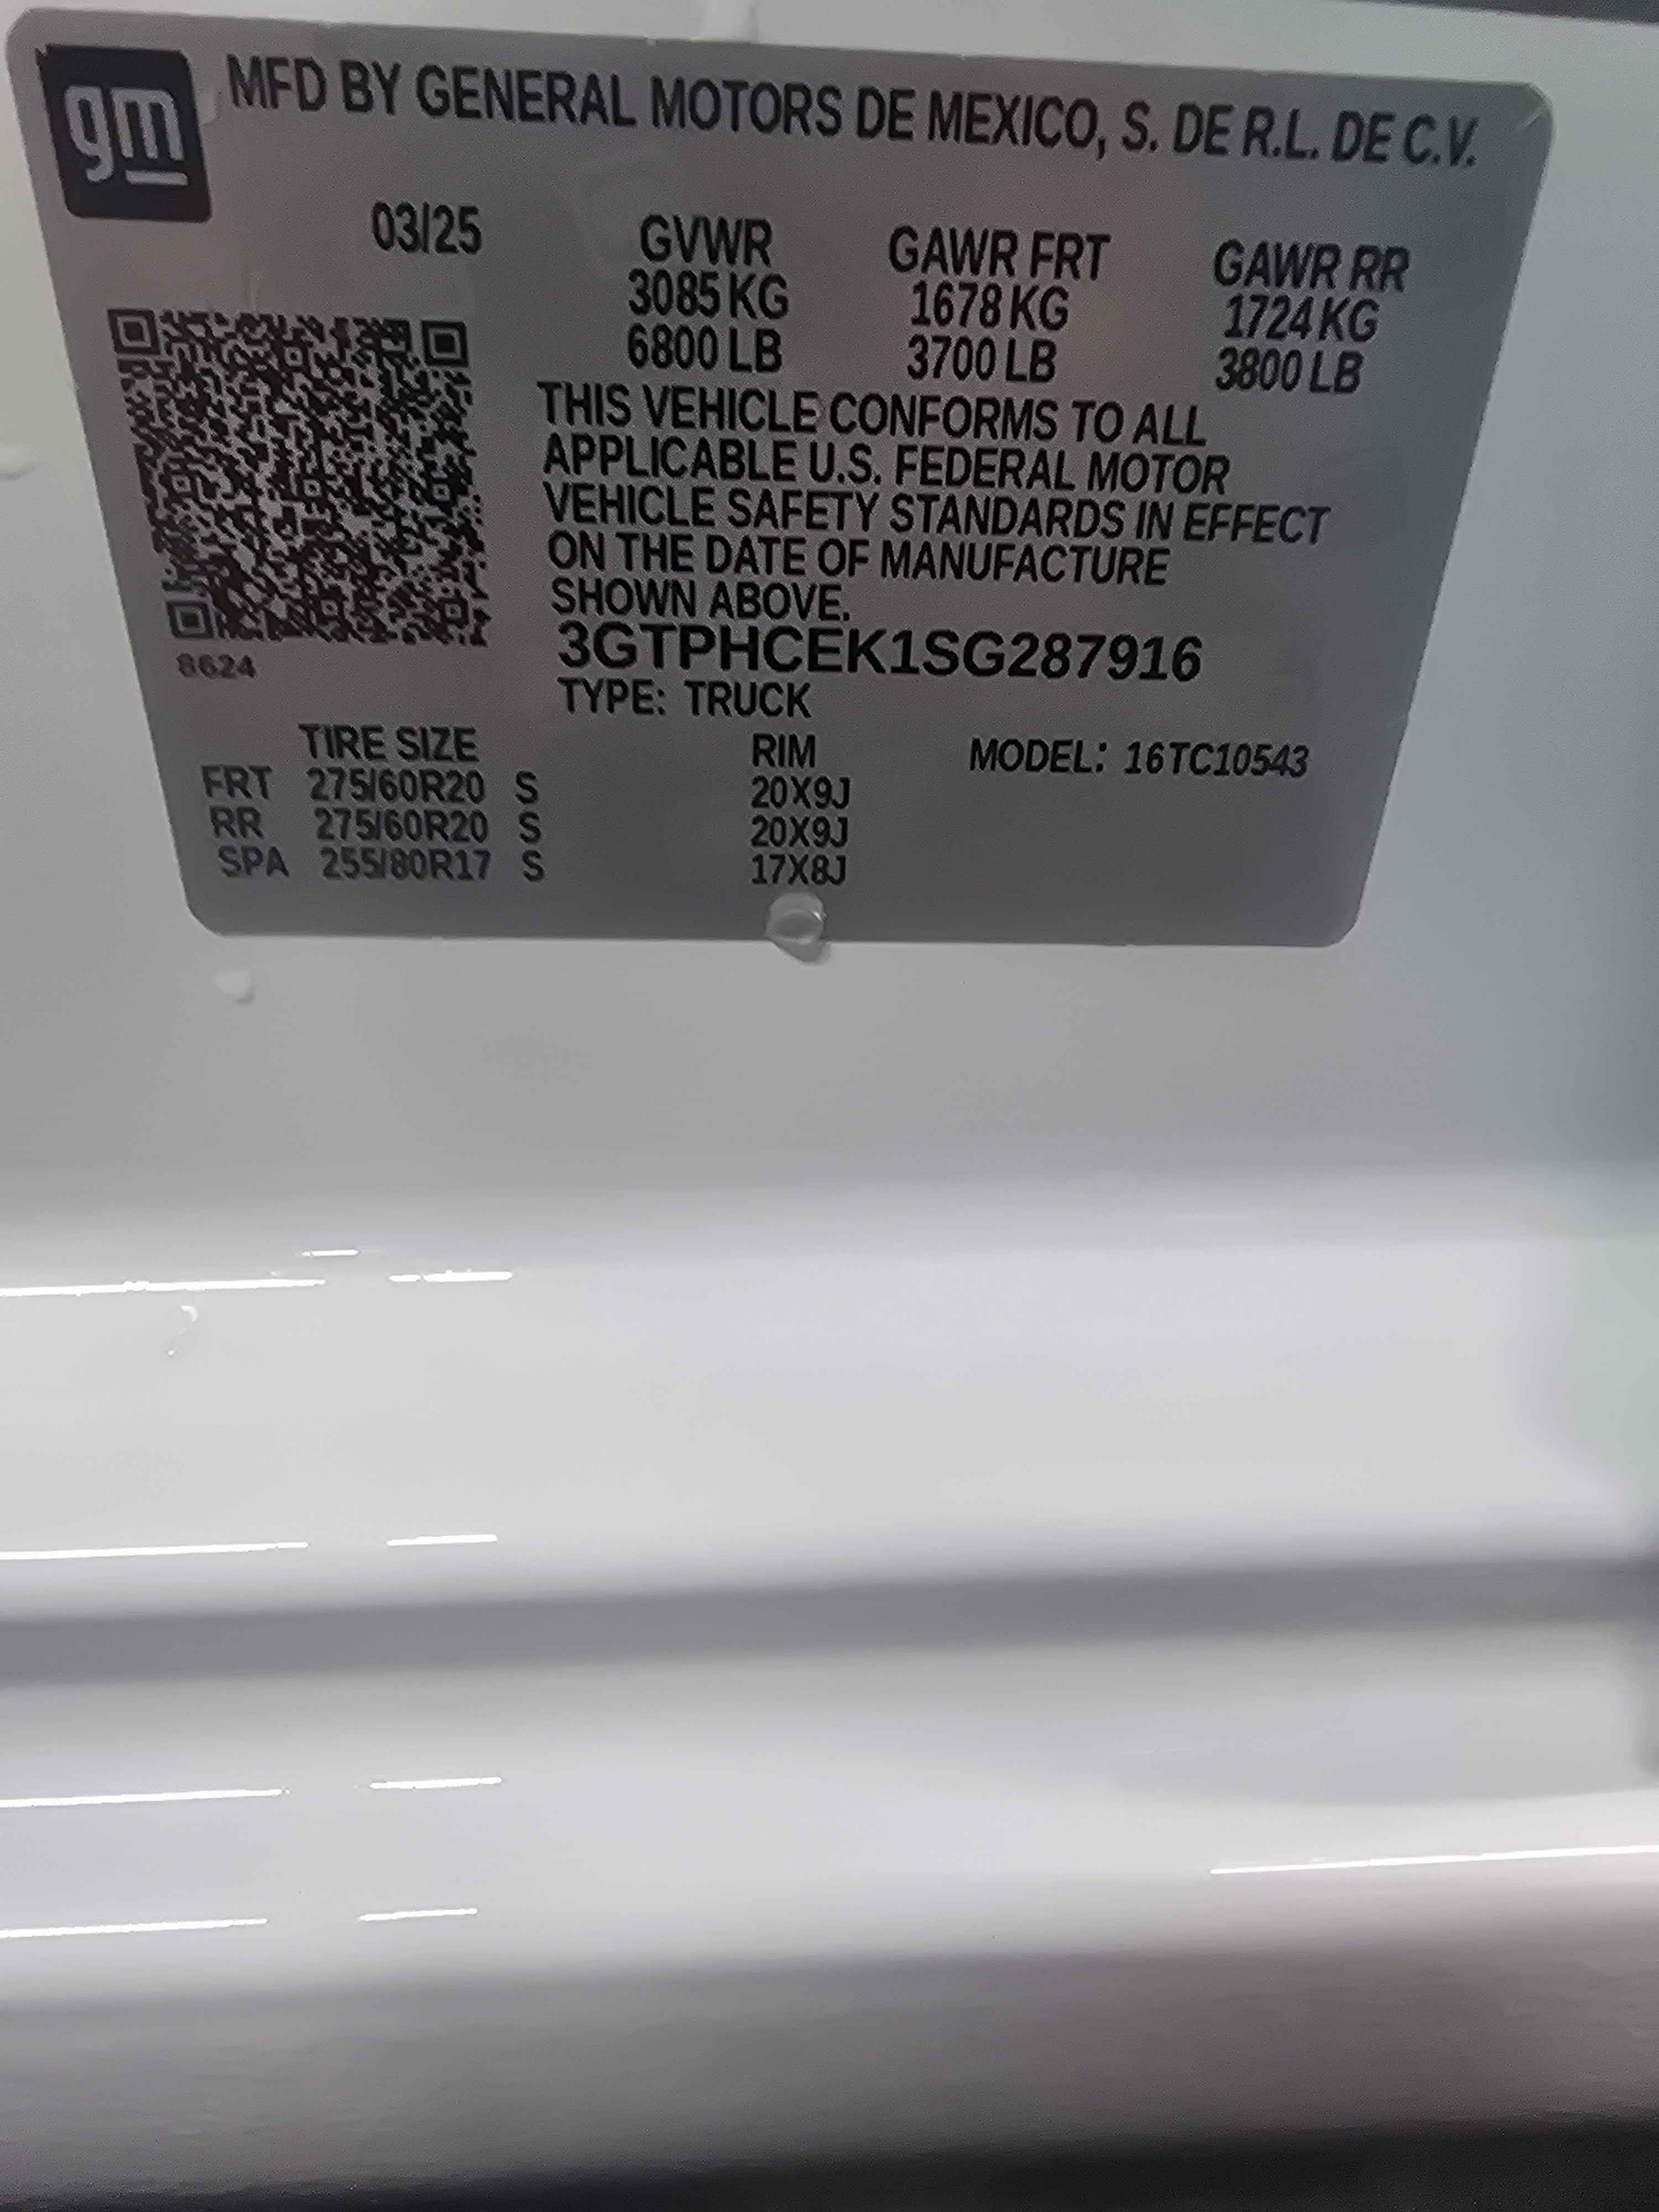 gm
MFD BY GENERAL MOTORS DE MEXICO, S. DE R.L. DE C.V.
03/25 GVWR GAWR FRT GAWR RR
3085 KG 1678 KG 1724 KG
6800 LB 3700 LB 3800 LB
THIS VEHICLE CONFORMS TO ALL
APPLICABLE U.S. FEDERAL MOTOR
VEHICLE SAFETY STANDARDS IN EFFECT
ON THE DATE OF MANUFACTURE
SHOWN ABOVE.
3GTPHCEK1SG287916
8624
TYPE: TRUCK
TIRE SIZE RIM MODEL: 16TC10543
FRT 275/60R20 S 20X9J
RR 275/60R20 S 20X9J
SPA 255/80R17 S 17X8J